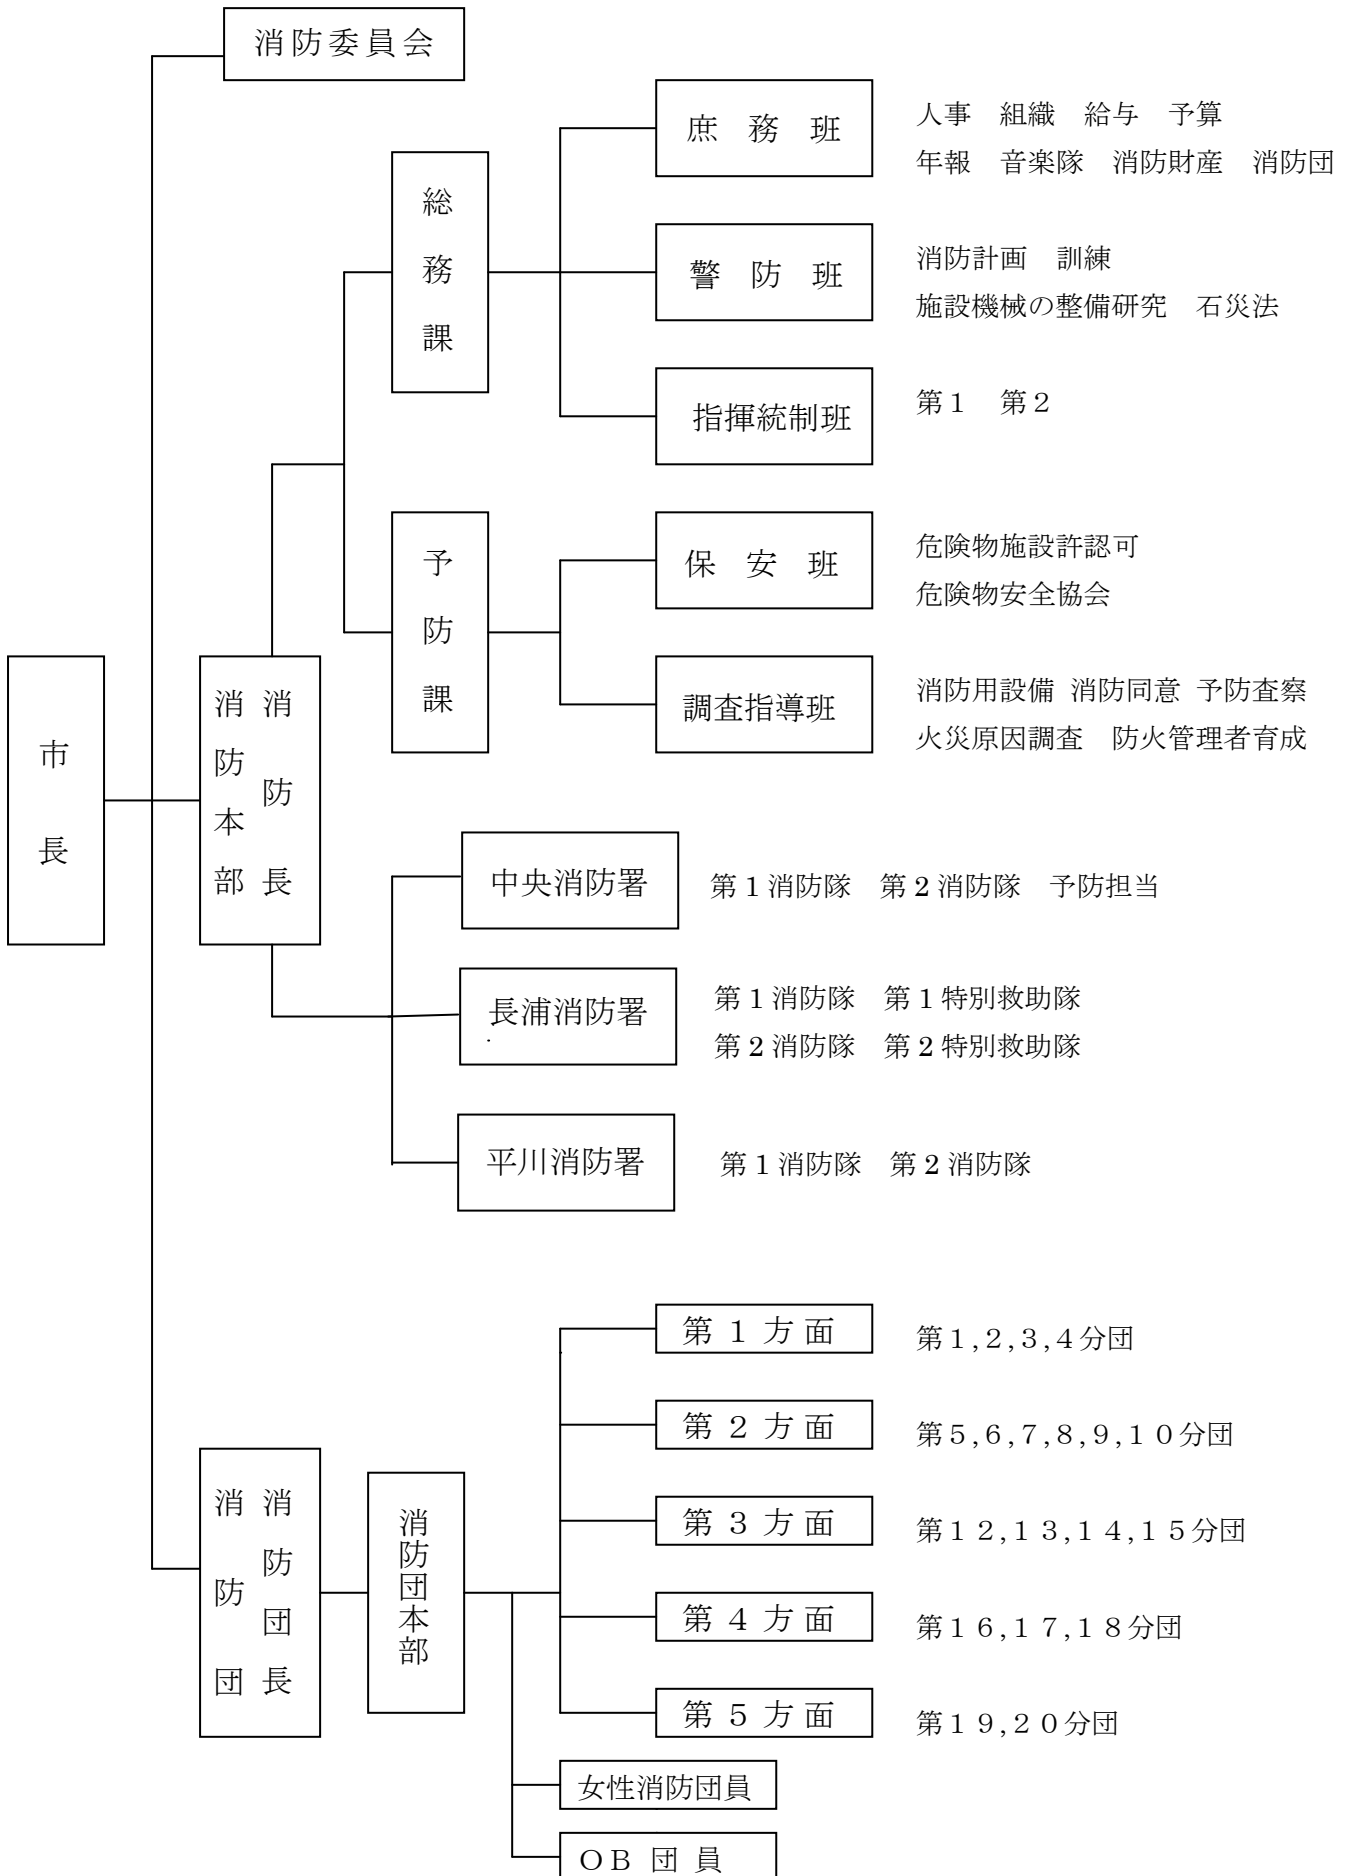 消防委員会
庶務班
人事 組織 給与 予算
年報 音楽隊 消防財産 消防団
総務課
警防班
消防計画 訓練
施設機械の整備研究 石災法
指揮統制班
第１ 第２
予防課
保安班
危険物施設許認可
危険物安全協会
調査指導班
消防用設備 消防同意 予防査察
火災原因調査 防火管理者育成
市長
消防長
消防本部
中央消防署
第1消防隊 第2消防隊 予防担当
長浦消防署
第1消防隊 第1特別救助隊
第2消防隊 第2特別救助隊
平川消防署
第1消防隊 第2消防隊
第１方面
第１,２,３,４分団
第２方面
第５,６,７,８,９,１０分団
第３方面
第１２,１３,１４,１５分団
第４方面
第１６,１７,１８分団
第５方面
第１９,２０分団
消防団長
消防団
消防団本部
女性消防団員
ＯＢ団員